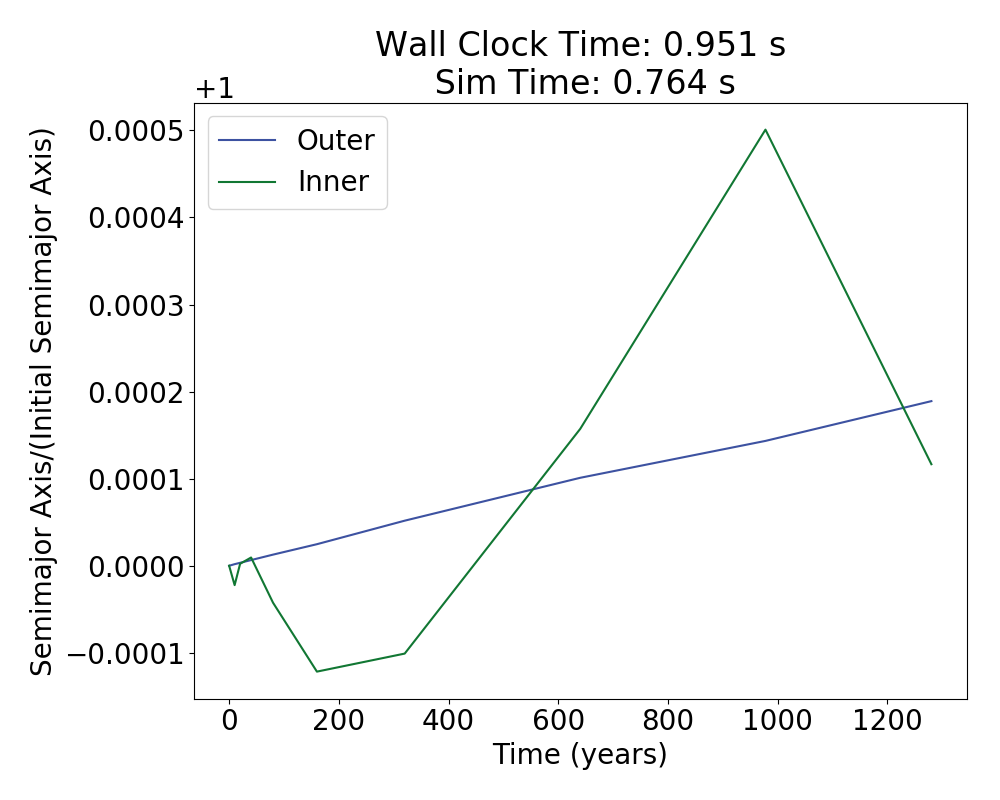 Wall Clock Time: 0.951 s
Sim Time: 0.764 s
+1
0.0005
0.0004
0.0003
0.0002
0.0001
0.0000
−0.0001
Semimajor Axis/(Initial Semimajor Axis)
Outer
Inner
0 200 400 600 800 1000 1200
Time (years)